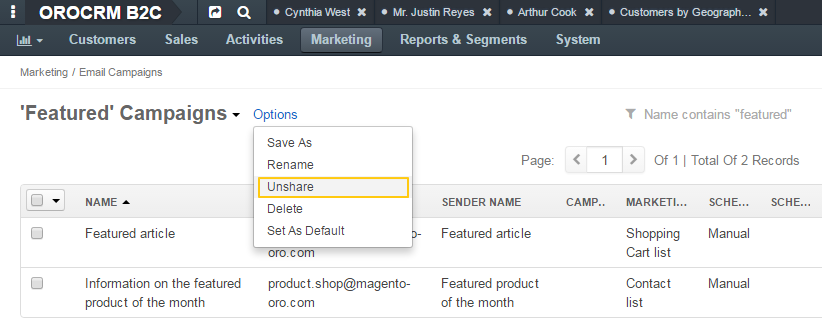 OROCRM B2C
Cynthia West ×
Mr. Justin Reyes ×
Arthur Cook ×
Customers by Geograph... ×
Customers Sales Activities Marketing Reports & Segments System
Marketing / Email Campaigns
'Featured' Campaigns
Options
Name contains "featured"
Save As
Rename
Unshare
Delete
Set As Default
Page: 1 Of 1 | Total Of 2 Records
NAME SENDER NAME CAMP.. MARKETI... SCHE... SCHE...
Featured article oro.com Featured article Shopping Manual
Cart list
Information on the featured product.shop@magento- Featured product Contact Manual
product of the month oro.com of the month list